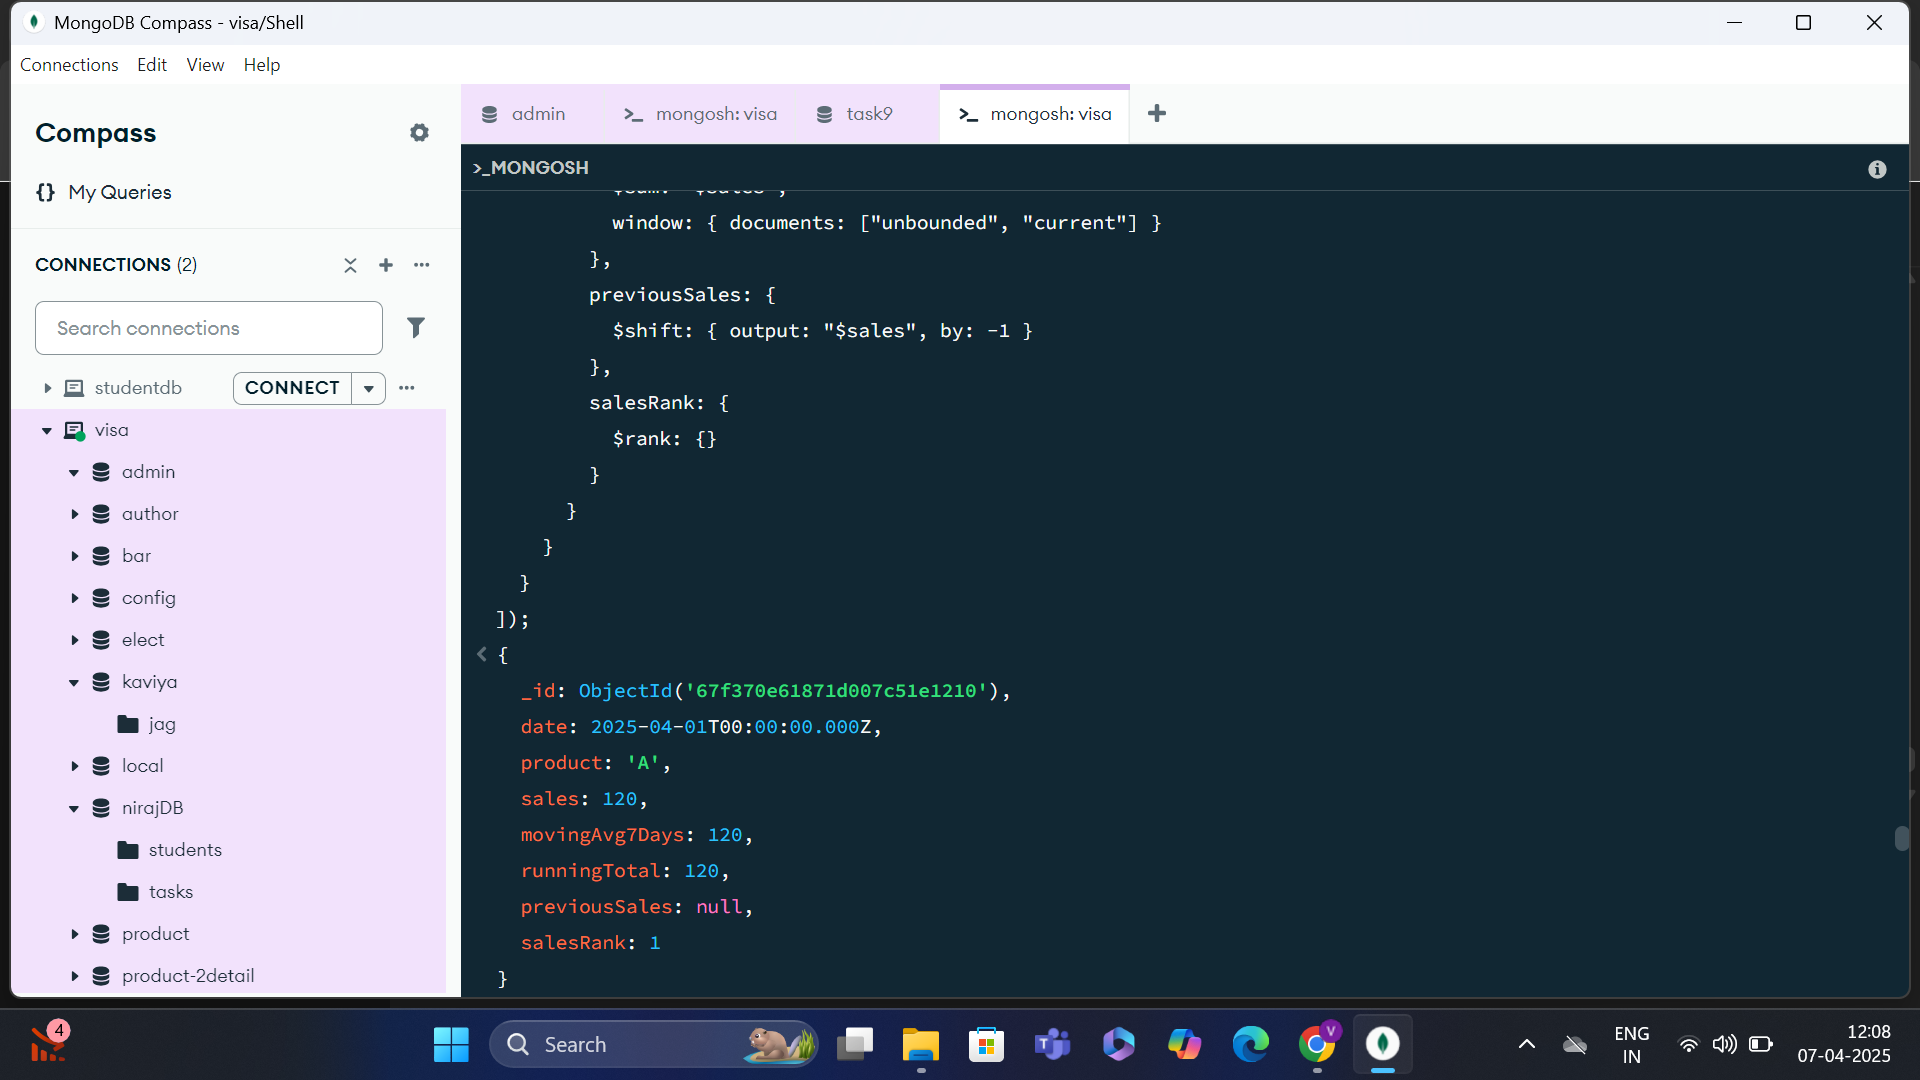 MongoDB Compass - visa/Shell
Connections Edit View Help
Compass
My Queries
CONNECTIONS (2)
Search connections
studentdb CONNECT
visa
admin
author
bar
config
elect
kaviya
jag
local
nirajDB
students
tasks
product
product-2detail
admin mongosh: visa task9 mongosh: visa
>_MONGOSH
window: { documents: ["unbounded", "current"] }
},
previousSales: {
$shift: { output: "$sales", by: -1 }
},
salesRank: {
$rank: {}
}
}
}
}
]);
{
_id: ObjectId('67f370e61871d007c51e1210'),
date: 2025-04-01T00:00:00.000Z,
product: 'A',
sales: 120,
movingAvg7Days: 120,
runningTotal: 120,
previousSales: null,
salesRank: 1
}
4
Search
V
ENG
IN
12:08
07-04-2025